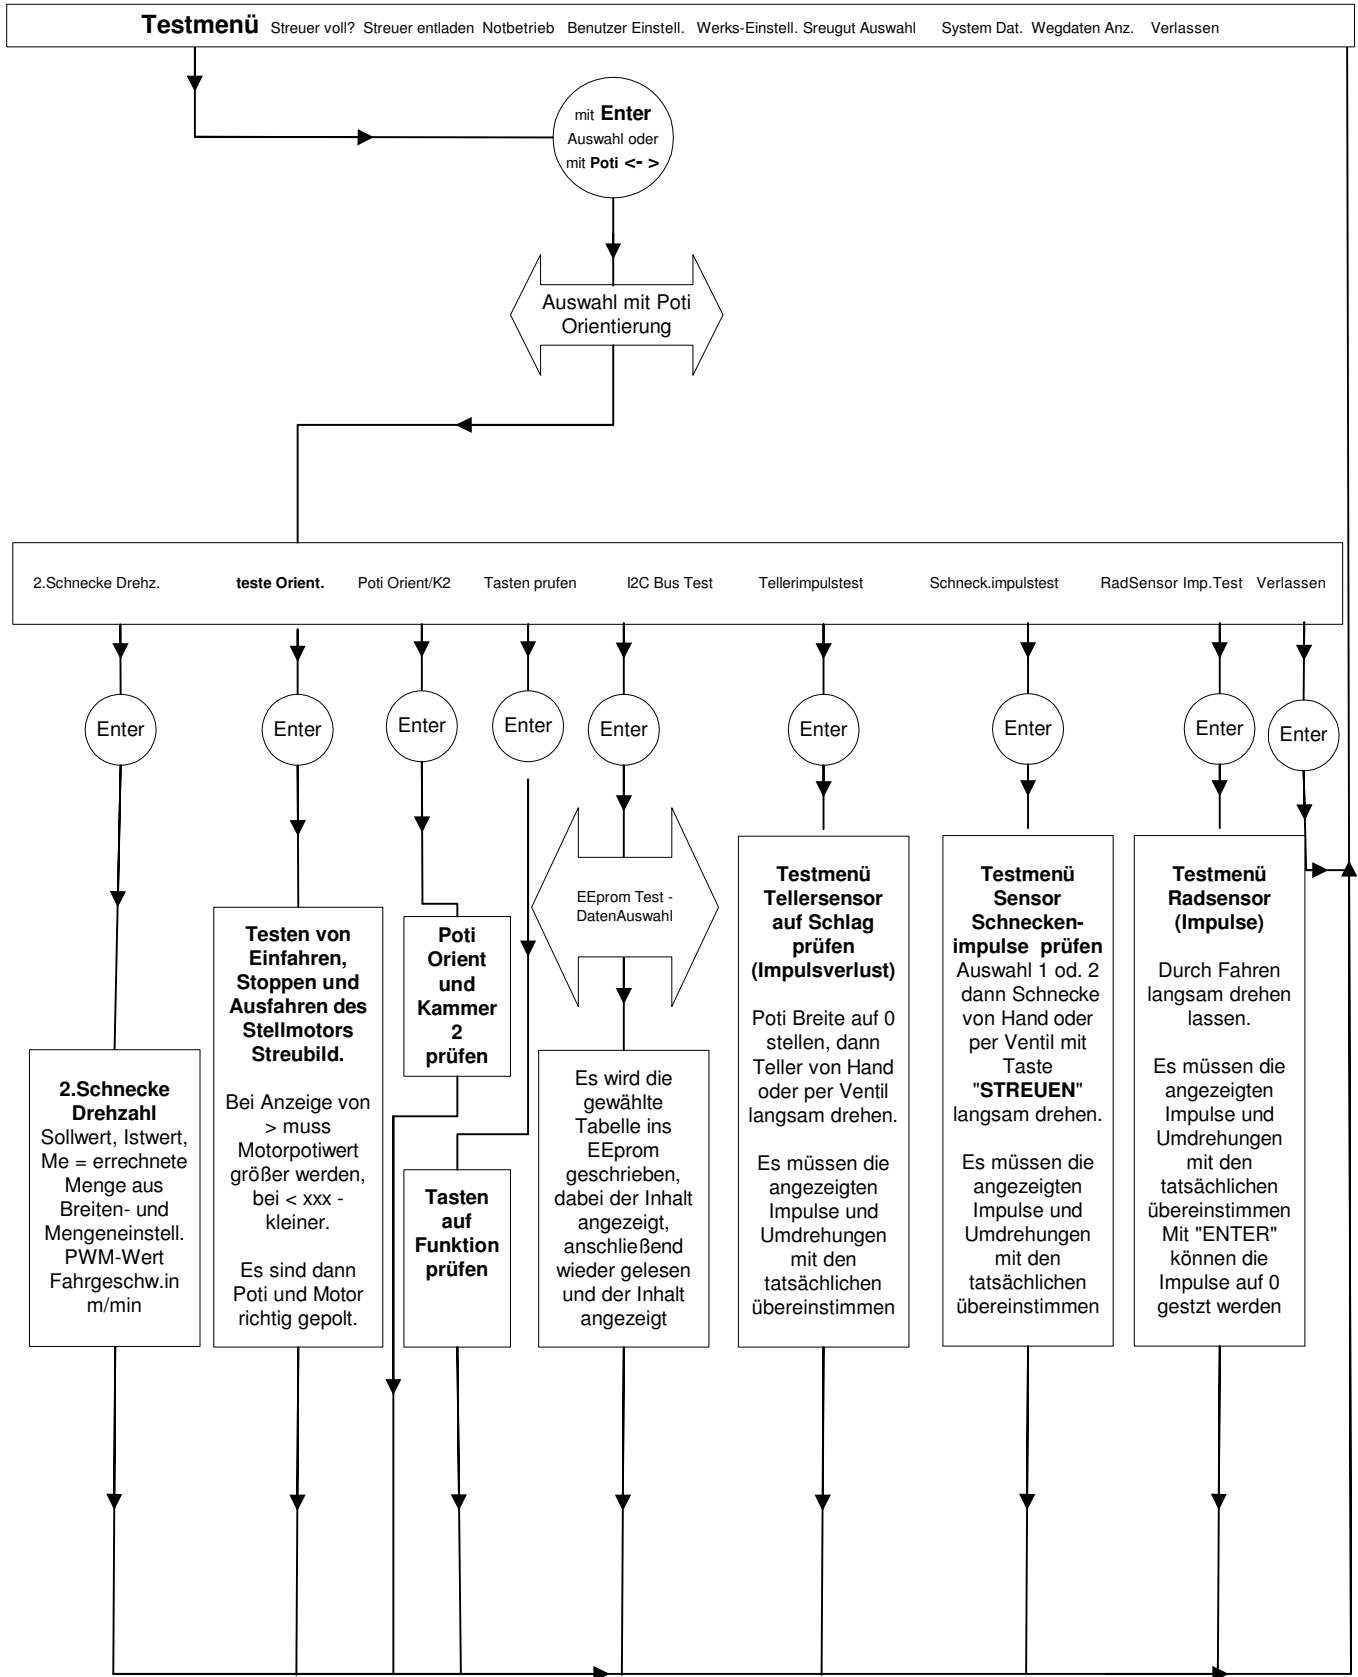 Testmenü Streuer voll? Streuer entladen Notbetrieb Benutzer Einstell. Werks-Einstell. Sreugut Auswahl System Dat. Wegdaten Anz. Verlassen
mit Enter
Auswahl oder
mit Poti <- >
Auswahl mit Poti
Orientierung
2.Schnecke Drehz. teste Orient. Poti Orient/K2 Tasten prufen I2C Bus Test Tellerimpulstest Schneck.impulstest RadSensor Imp.Test Verlassen
Enter
Enter
Enter
Enter
Enter
Enter
Enter
Enter
Enter
2.Schnecke
Drehzahl
Sollwert, Istwert,
Me = errechnete
Menge aus
Breiten- und
Mengeneinstell.
PWM-Wert
Fahrgeschw.in
m/min
Testen von
Einfahren,
Stoppen und
Ausfahren des
Stellmotors
Streubild.
Bei Anzeige von
> muss
Motorpotiwert
größer werden,
bei < xxx -
kleiner.
Es sind dann
Poti und Motor
richtig gepolt.
Poti
Orient
und
Kammer
2
prüfen
Tasten
auf
Funktion
prüfen
EEprom Test -
DatenAuswahl
Es wird die
gewählte
Tabelle ins
EEprom
geschrieben,
dabei der Inhalt
angezeigt,
anschließend
wieder gelesen
und der Inhalt
angezeigt
Testmenü
Tellersensor
auf Schlag
prüfen
(Impulsverlust)
Poti Breite auf 0
stellen, dann
Teller von Hand
oder per Ventil
langsam drehen.
Es müssen die
angezeigten
Impulse und
Umdrehungen
mit den
tatsächlichen
übereinstimmen
Testmenü
Sensor
Schnecken-
impulse prüfen
Auswahl 1 od. 2
dann Schnecke
von Hand oder
per Ventil mit
Taste
"STREUEN"
langsam drehen.
Es müssen die
angezeigten
Impulse und
Umdrehungen
mit den
tatsächlichen
übereinstimmen
Testmenü
Radsensor
(Impulse)
Durch Fahren
langsam drehen
lassen.
Es müssen die
angezeigten
Impulse und
Umdrehungen
mit den
tatsächlichen
übereinstimmen
Mit "ENTER"
können die
Impulse auf 0
gestzt werden